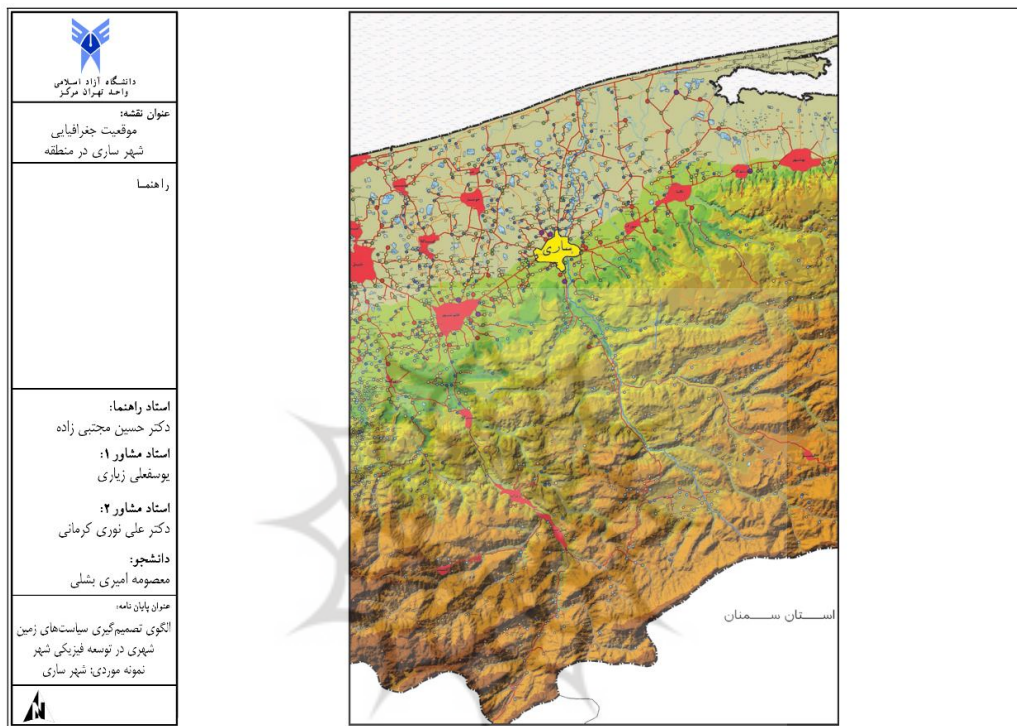 دانشگاه آزاد اسلامی
واحد تهران مرکز
عنوان نقشه:
موقعیت جغرافیایی
شهر ساری در منطقه
راهنما
استاد راهنما:
دکتر حسین مجتبی زاده
استاد مشاور ۱:
یوسفعلی زیاری
استاد مشاور ۲:
دکتر علی نوری کرمانی
دانشجو:
معصومه امیری بشلی
عنوان پایان نامه:
الگوی تصمیم‌گیری سیاست‌های زمین
شهری در توسعه فیزیکی شهر
نمونه موردی: شهر ساری
ساری
استان سمنان